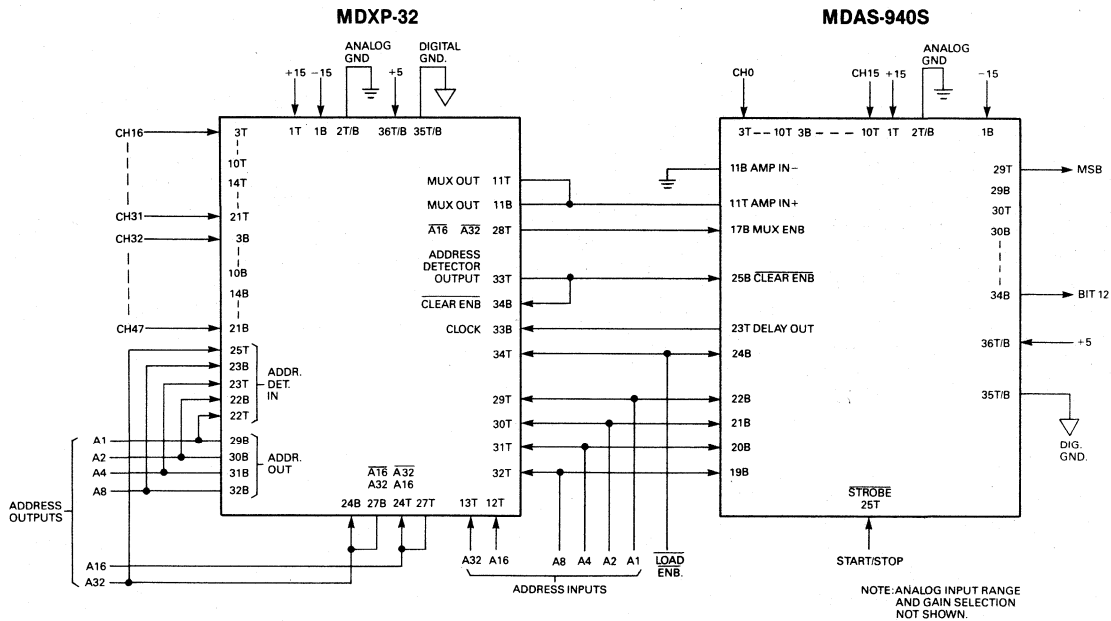 MDXP-32
MDAS-940S
ANALOG
GND
DIGITAL
GND.
+15
-15
+5
ANALOG
GND
CH0
CH15
+15
-15
CH16
3T
1T
1B
2T/B
36T/B
35T/B
10T
14T
CH31
21T
CH32
3B
10B
14B
CH47
21B
25T
23B
23T
22B
22T
ADDR.
DET.
IN
A1
29B
A2
30B
A4
31B
A8
32B
ADDR.
OUT
ADDRESS
OUTPUTS
A16
A32
A16 A32
A32 A16
24B 27B 24T 27T
13T 12T
A32 A16
A8 A4 A2 A1
LOAD
ENB.
ADDRESS INPUTS
MUX OUT 11T
MUX OUT 11B
A16 A32 28T
ADDRESS
DETECTOR
OUTPUT 33T
CLEAR ENB 34B
CLOCK 33B
34T
29T
30T
31T
32T
3T -- 10T 3B ---- 10T 1T 2T/B 1B
11B AMP IN-
11T AMP IN+
17B MUX ENB
25B CLEAR ENB
23T DELAY OUT
24B
22B
21B
20B
19B
29T MSB
29B
30T
30B
34B BIT 12
36T/B +5
35T/B
DIG.
GND.
STROBE
25T
START/STOP
NOTE: ANALOG INPUT RANGE
AND GAIN SELECTION
NOT SHOWN.